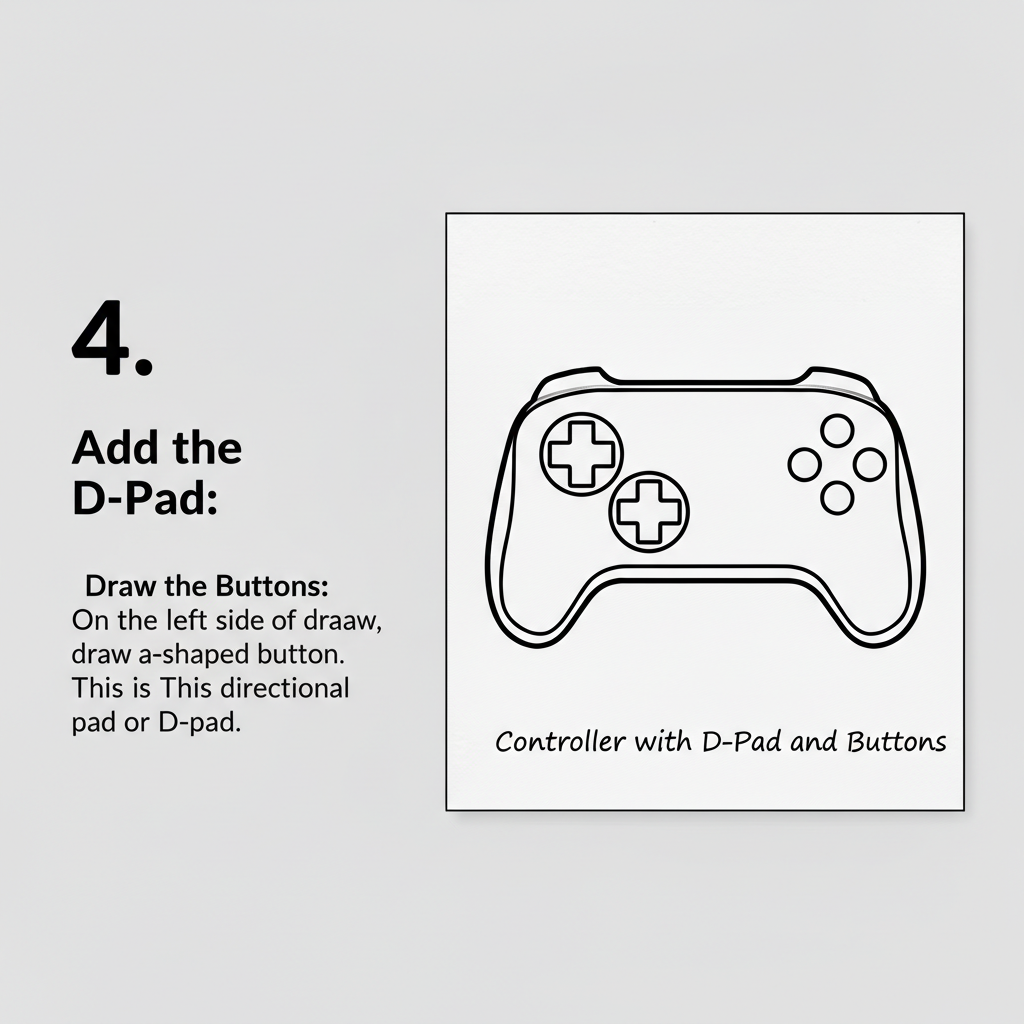 4.
Add the
D-Pad:
Draw the Buttons:
On the left side of draaw,
draw a-shaped button.
This is This directional
pad or D-pad.
Controller with D-Pad and Buttons